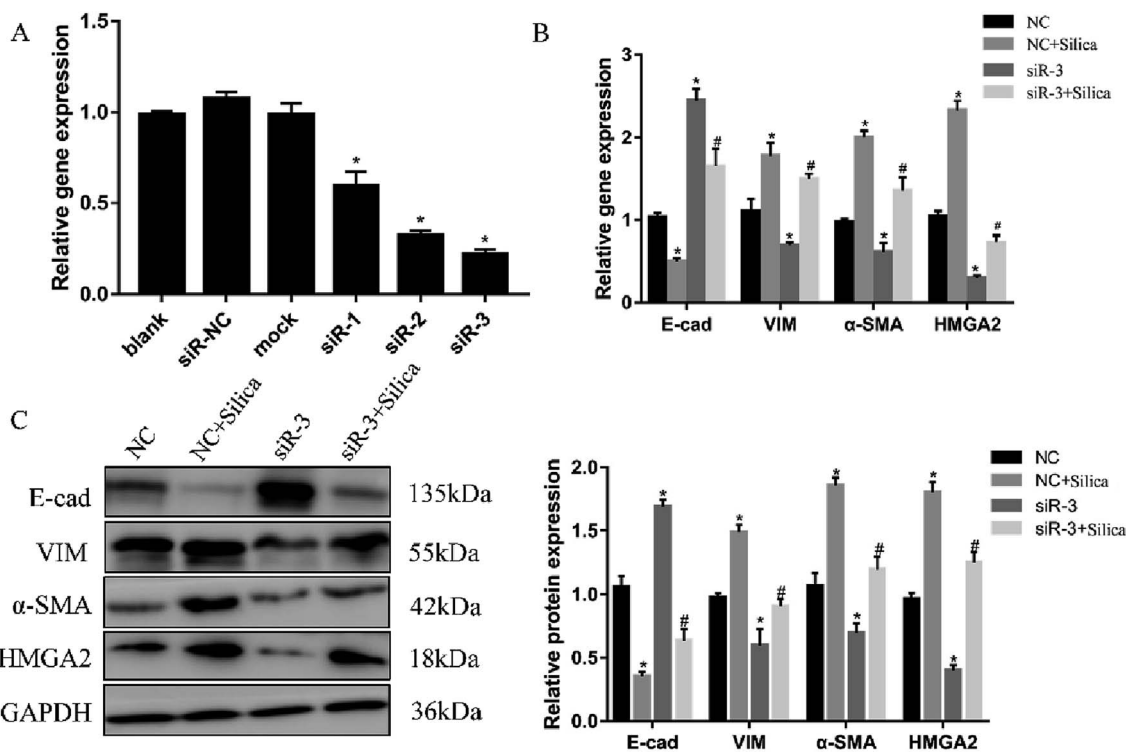 A
Relative gene expression
1.5
1.0
0.5
0.0
blank
siR-NC
mock
siR-1
siR-2
siR-3
*
*
*
B
Relative gene expression
3
2
1
0
NC
NC+Silica
siR-3
siR-3+Silica
* * #
* * #
* * #
* * #
E-cad VIM α-SMA HMGA2
C
NC NC+Silica siR-3 siR-3+Silica
E-cad 135kDa
VIM 55kDa
α-SMA 42kDa
HMGA2 18kDa
GAPDH 36kDa
Relative protein expression
2.0
1.5
1.0
0.5
0.0
NC
NC+Silica
siR-3
siR-3+Silica
* * #
* * #
* * #
* * #
E-cad VIM α-SMA HMGA2